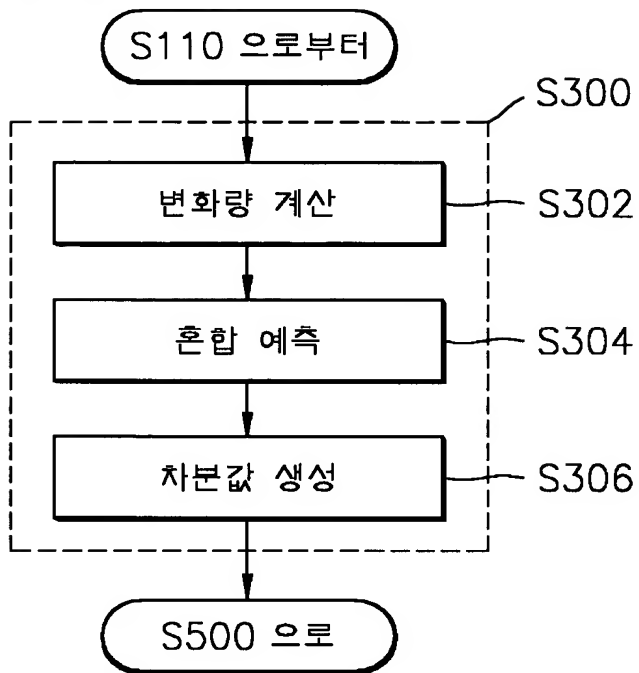 S110 으로부터
S300
변화량 계산
S302
혼합 예측
S304
차분값 생성
S306
S500 으로